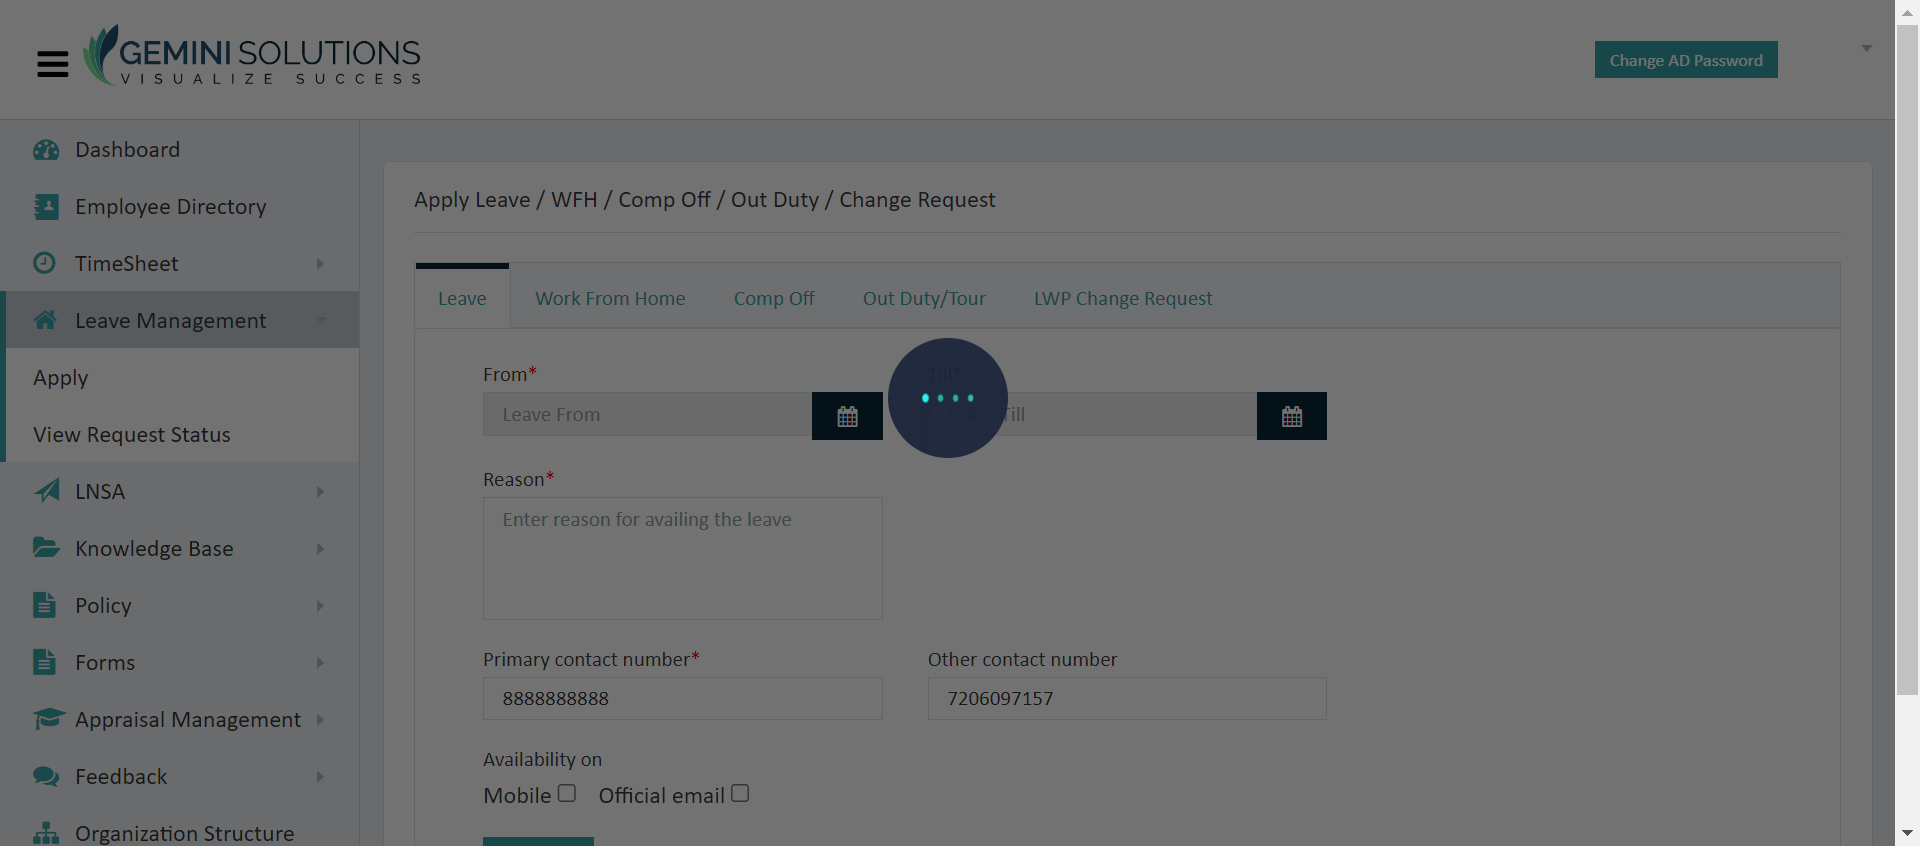 GEMINI SOLUTIONS
VISUALIZE SUCCESS
Change AD Password
Dashboard
Employee Directory
TimeSheet
Leave Management
Apply
View Request Status
LNSA
Knowledge Base
Policy
Forms
Appraisal Management
Feedback
Organization Structure
Apply Leave / WFH / Comp Off / Out Duty / Change Request
Leave Work From Home Comp Off Out Duty/Tour LWP Change Request
From* Till*
Leave From Leave Till
Reason*
Enter reason for availing the leave
Primary contact number* Other contact number
8888888888 7206097157
Availability on
Mobile Official email